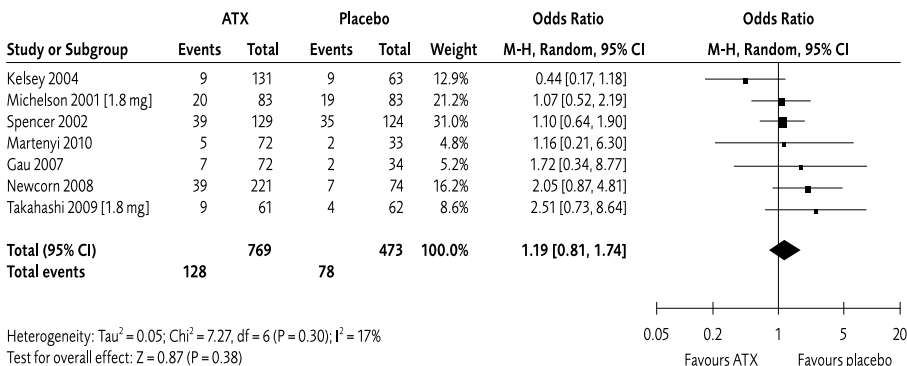 ATX Placebo Odds Ratio Odds Ratio
Study or Subgroup Events Total Events Total Weight M-H, Random, 95% CI M-H, Random, 95% CI
Kelsey 2004 9 131 9 63 12.9% 0.44 [0.17, 1.18]
Michelson 2001 [1.8 mg] 20 83 19 83 21.2% 1.07 [0.52, 2.19]
Spencer 2002 39 129 35 124 31.0% 1.10 [0.64, 1.90]
Martenyi 2010 5 72 2 33 4.8% 1.16 [0.21, 6.30]
Gau 2007 7 72 2 34 5.2% 1.72 [0.34, 8.77]
Newcorn 2008 39 221 7 74 16.2% 2.05 [0.87, 4.81]
Takahashi 2009 [1.8 mg] 9 61 4 62 8.6% 2.51 [0.73, 8.64]
Total (95% CI) 769 473 100.0% 1.19 [0.81, 1.74]
Total events 128 78
Heterogeneity: Tau² = 0.05; Chi² = 7.27, df = 6 (P = 0.30); I² = 17%
Test for overall effect: Z = 0.87 (P = 0.38)
0.05 0.2 1 5 20
Favours ATX Favours placebo